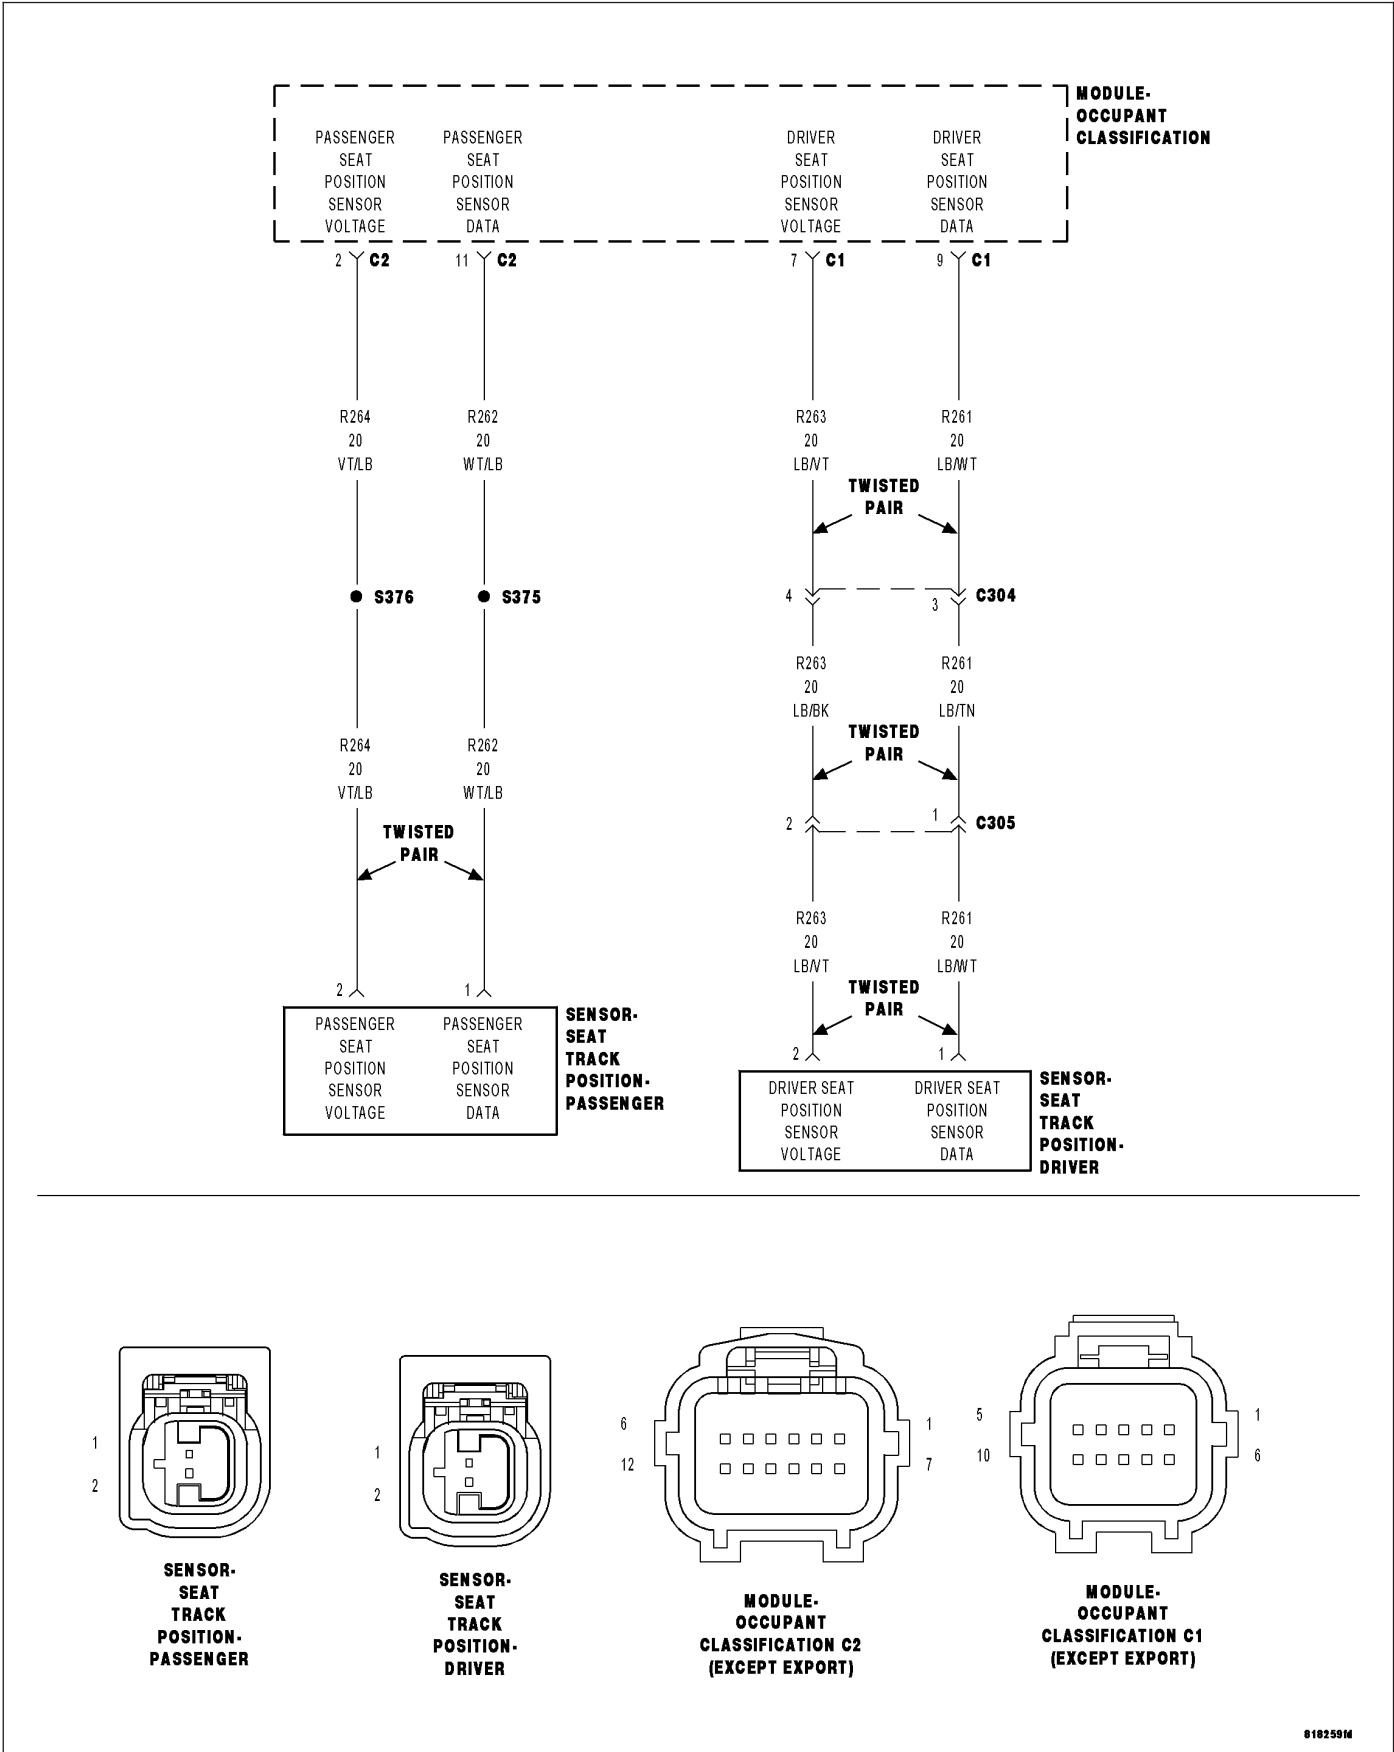 MODULE-
OCCUPANT
CLASSIFICATION
PASSENGER
SEAT
POSITION
SENSOR
VOLTAGE
PASSENGER
SEAT
POSITION
SENSOR
DATA
DRIVER
SEAT
POSITION
SENSOR
VOLTAGE
DRIVER
SEAT
POSITION
SENSOR
DATA
2 C2
11 C2
7 C1
9 C1
R264
20
VT/LB
R262
20
WT/LB
R263
20
LB/VT
R261
20
LB/WT
TWISTED
PAIR
S376
S375
4
3
C304
R263
20
LB/BK
R261
20
LB/TN
TWISTED
PAIR
R264
20
VT/LB
R262
20
WT/LB
2
1
C305
TWISTED
PAIR
R263
20
LB/VT
R261
20
LB/WT
TWISTED
PAIR
2
1
PASSENGER
SEAT
POSITION
SENSOR
VOLTAGE
PASSENGER
SEAT
POSITION
SENSOR
DATA
SENSOR-
SEAT
TRACK
POSITION-
PASSENGER
2
1
DRIVER SEAT
POSITION
SENSOR
VOLTAGE
DRIVER SEAT
POSITION
SENSOR
DATA
SENSOR-
SEAT
TRACK
POSITION-
DRIVER
1
2
SENSOR-
SEAT
TRACK
POSITION-
PASSENGER
1
2
SENSOR-
SEAT
TRACK
POSITION-
DRIVER
6
12
1
7
MODULE-
OCCUPANT
CLASSIFICATION C2
(EXCEPT EXPORT)
5
10
1
6
MODULE-
OCCUPANT
CLASSIFICATION C1
(EXCEPT EXPORT)